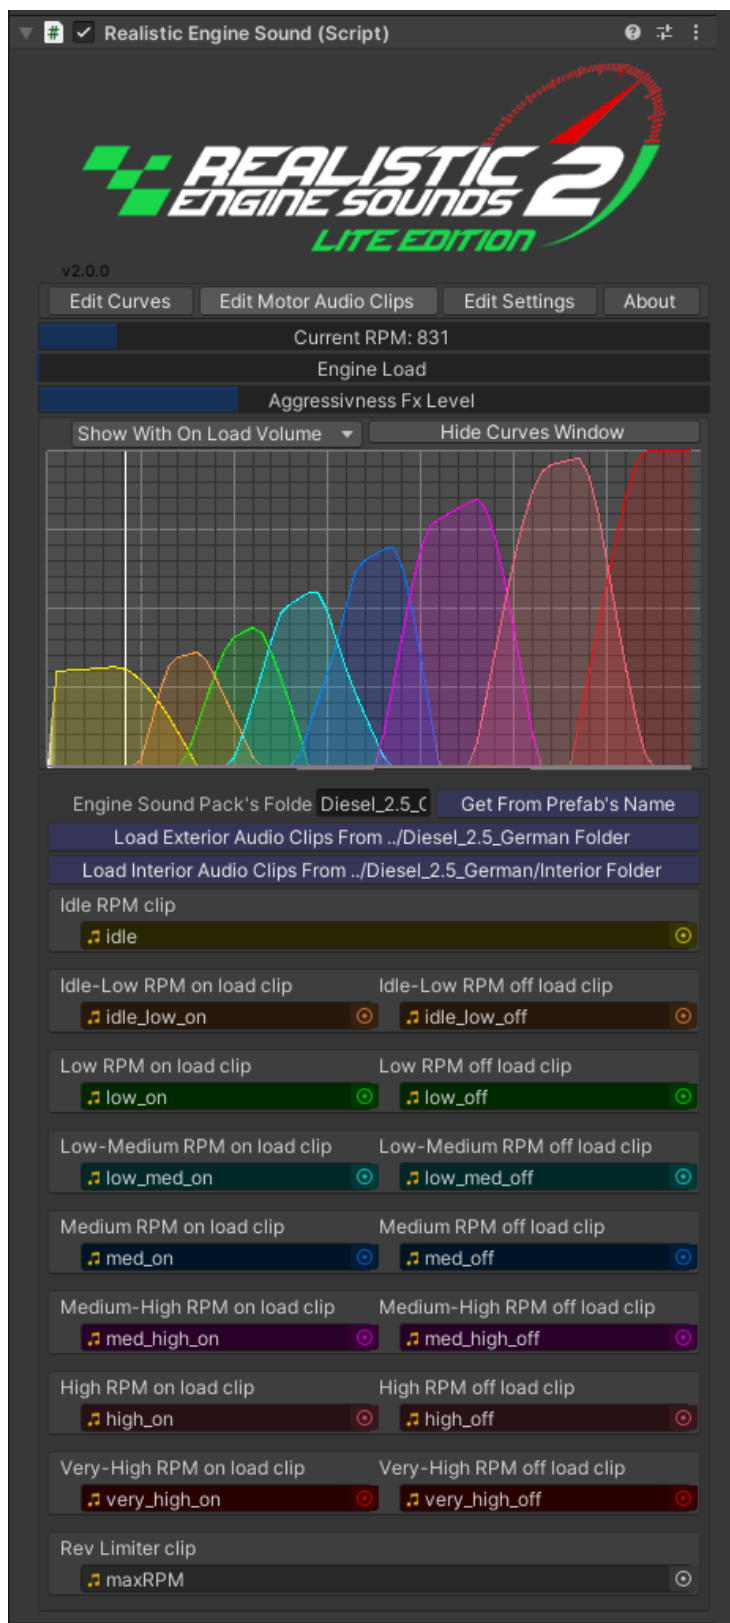 Realistic Engine Sound (Script)
REALISTIC
ENGINE SOUNDS 2
LITE EDITION
v2.0.0
Edit Curves Edit Motor Audio Clips Edit Settings About
Current RPM: 831
Engine Load
Aggressivness Fx Level
Show With On Load Volume Hide Curves Window
Engine Sound Pack's Folde Diesel_2.5_( Get From Prefab's Name
Load Exterior Audio Clips From ../Diesel_2.5_German Folder
Load Interior Audio Clips From ../Diesel_2.5_German/Interior Folder
Idle RPM clip
idle
Idle-Low RPM on load clip Idle-Low RPM off load clip
idle_low_on idle_low_off
Low RPM on load clip Low RPM off load clip
low_on low_off
Low-Medium RPM on load clip Low-Medium RPM off load clip
low_med_on low_med_off
Medium RPM on load clip Medium RPM off load clip
med_on med_off
Medium-High RPM on load clip Medium-High RPM off load clip
med_high_on med_high_off
High RPM on load clip High RPM off load clip
high_on high_off
Very-High RPM on load clip Very-High RPM off load clip
very_high_on very_high_off
Rev Limiter clip
maxRPM